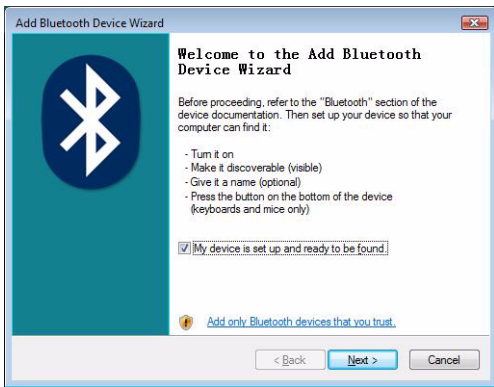 Add Bluetooth Device Wizard
Welcome to the Add Bluetooth
Device Wizard
Before proceeding, refer to the "Bluetooth" section of the
device documentation. Then set up your device so that your
computer can find it:
- Turn it on
- Make it discoverable (visible)
- Give it a name (optional)
- Press the button on the bottom of the device
(keyboards and mice only)
My device is set up and ready to be found.
Add only Bluetooth devices that you trust.
< Back Next > Cancel